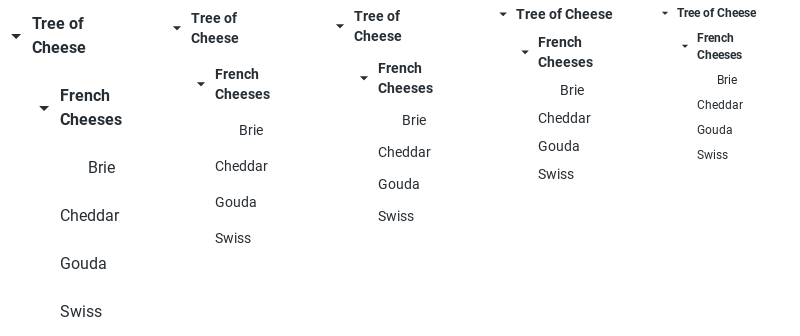 Tree of
Cheese
French
Cheeses
Brie
Cheddar
Gouda
Swiss
Tree of
Cheese
French
Cheeses
Brie
Cheddar
Gouda
Swiss
Tree of
Cheese
French
Cheeses
Brie
Cheddar
Gouda
Swiss
Tree of Cheese
French
Cheeses
Brie
Cheddar
Gouda
Swiss
Tree of Cheese
French
Cheeses
Brie
Cheddar
Gouda
Swiss